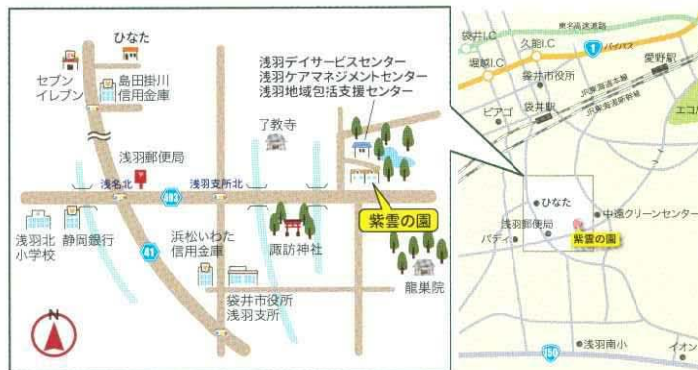 ひなた
セブン
イレブン
島田掛川
信用金庫
浅羽デイサービスセンター
浅羽ケアマネジメントセンター
浅羽地域包括支援センター
了教寺
浅羽郵便局
浅名北
463
浅羽支所北
紫雲の園
浅羽北
小学校
静岡銀行
41
浜松いわた
信用金庫
諏訪神社
袋井市役所
浅羽支所
龍巣院
N
東名高速道路
袋井I.C
久能I.C
1
バイパス
堀越I.C
愛野駅
袋井市役所
JR東海道本線
JR東海道新幹線
ピアゴ
袋井駅
エコパ
ひなた
中遠クリーンセンター
浅羽郵便局
パディ
紫雲の園
150
浅羽南小
イオン